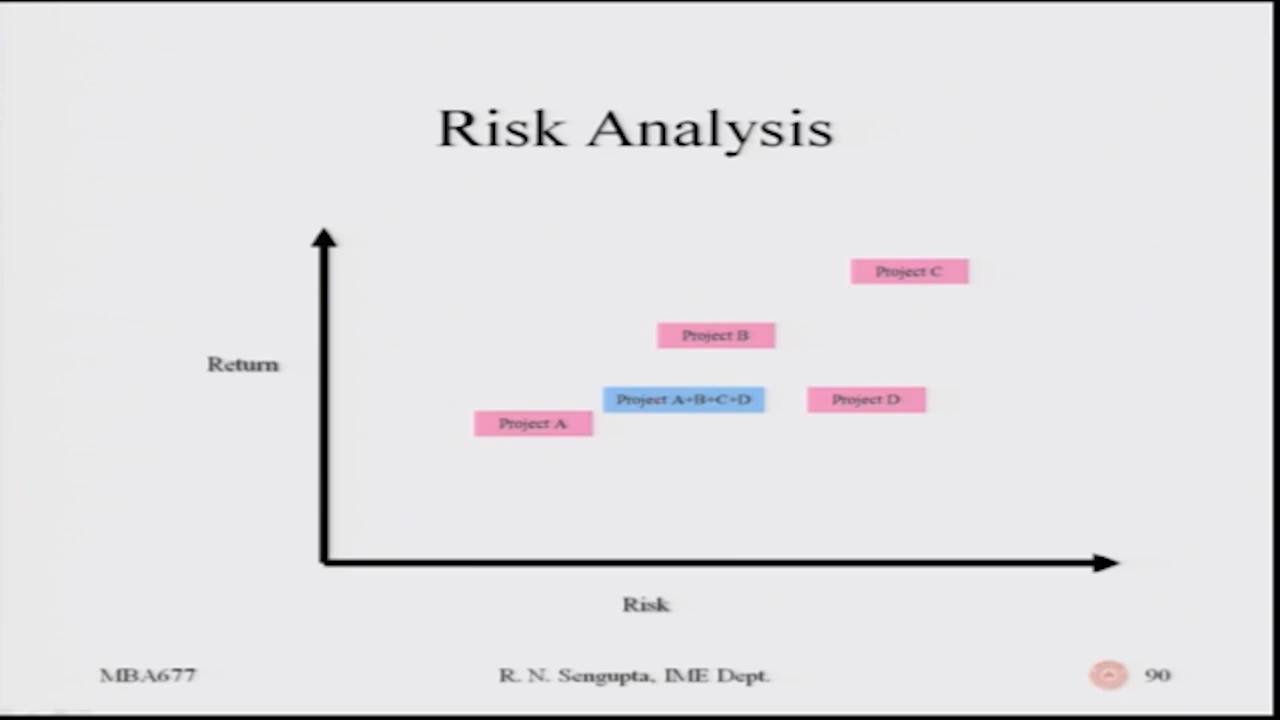 Risk Analysis
Project C
Project B
Return
Project A+B+C+D
Project D
Project A
Risk
MBA677
R. N. Sengupta, IME Dept.
90